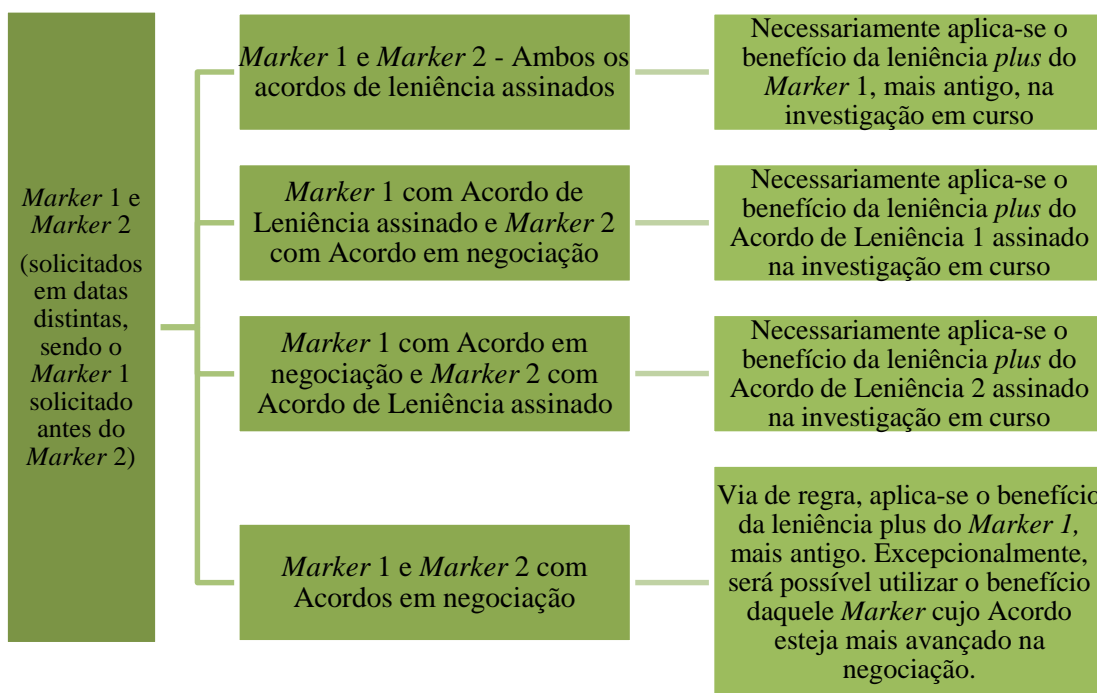 Marker 1 e
Marker 2
(solicitados
em datas
distintas,
sendo o
Marker 1
solicitado
antes do
Marker 2)
Marker 1 e Marker 2 - Ambos os
acordos de leniência assinados
Necessariamente aplica-se o
benefício da leniência plus do
Marker 1, mais antigo, na
investigação em curso
Marker 1 com Acordo de
Leniência assinado e Marker 2
com Acordo em negociação
Necessariamente aplica-se o
benefício da leniência plus do
Acordo de Leniência 1 assinado
na investigação em curso
Marker 1 com Acordo em
negociação e Marker 2 com
Acordo de Leniência assinado
Necessariamente aplica-se o
benefício da leniência plus do
Acordo de Leniência 2 assinado
na investigação em curso
Marker 1 e Marker 2 com
Acordos em negociação
Via de regra, aplica-se o benefício
da leniência plus do Marker 1,
mais antigo. Excepcionalmente,
será possível utilizar o benefício
daquele Marker cujo Acordo
esteja mais avançado na
negociação.